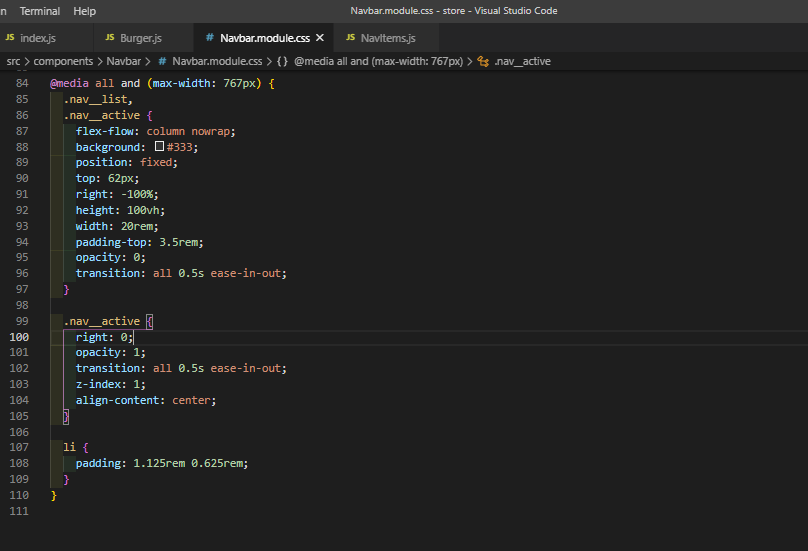 n Terminal Help Navbar.module.css - store - Visual Studio Code
JS index.js JS Burger.js # Navbar.module.css × JS NavItems.js
src > components > Navbar > # Navbar.module.css > {} @media all and (max-width: 767px) > .nav__active
84 @media all and (max-width: 767px) {
85 .nav__list,
86 .nav__active {
87 flex-flow: column nowrap;
88 background: #333;
89 position: fixed;
90 top: 62px;
91 right: -100%;
92 height: 100vh;
93 width: 20rem;
94 padding-top: 3.5rem;
95 opacity: 0;
96 transition: all 0.5s ease-in-out;
97 }
98
99 .nav__active {
100 right: 0;
101 opacity: 1;
102 transition: all 0.5s ease-in-out;
103 z-index: 1;
104 align-content: center;
105 }
106
107 li {
108 padding: 1.125rem 0.625rem;
109 }
110 }
111